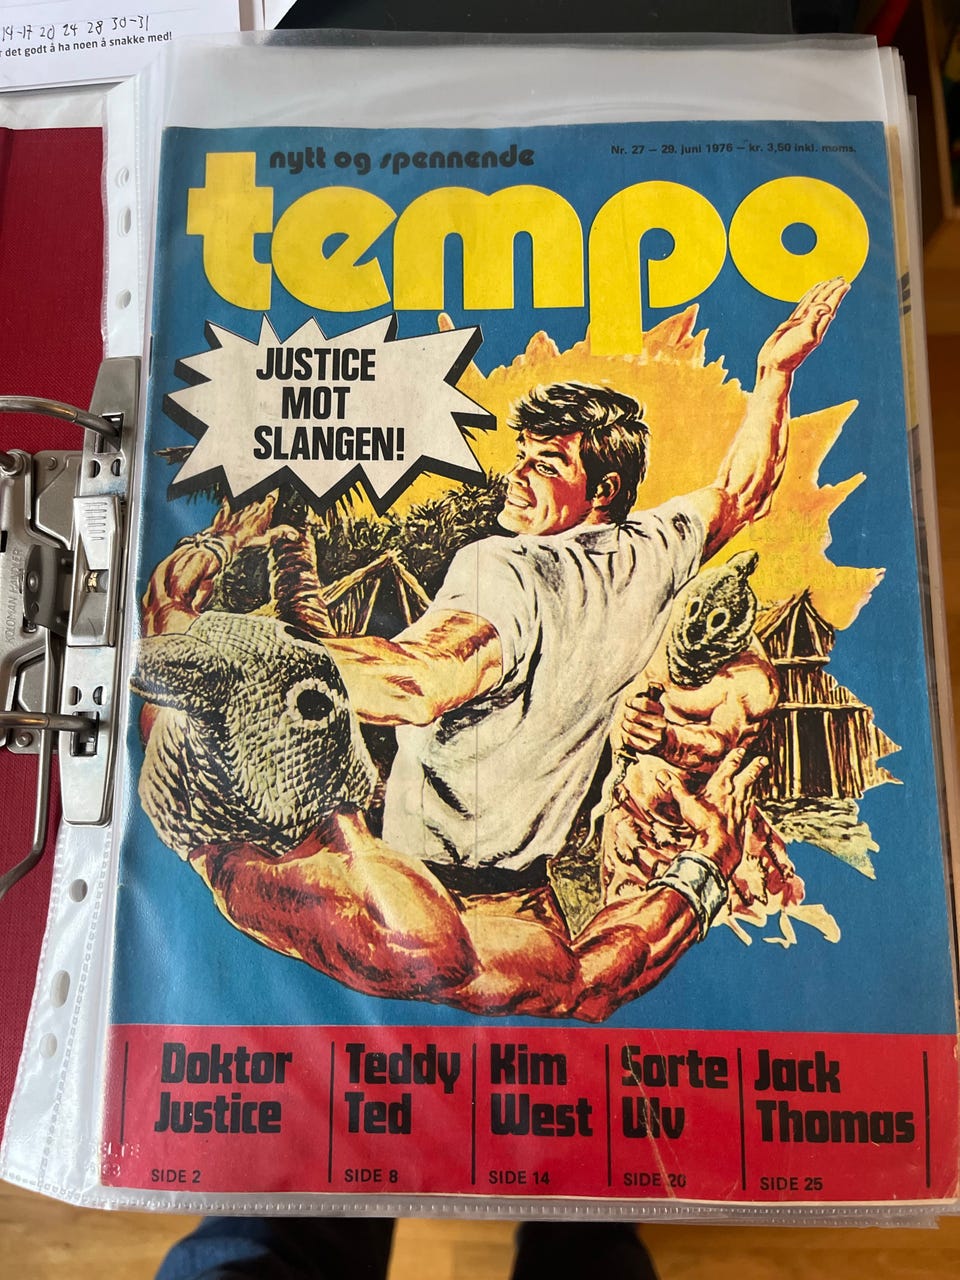 14-17 20 24 28 30-31
det godt å ha noen å snakke med!
nytt og spennende
Nr. 27 – 29. juni 1976 – kr. 3,50 inkl. moms.
tempo
JUSTICE
MOT
SLANGEN!
Doktor
Justice
SIDE 2
Teddy
Ted
SIDE 8
Kim
West
SIDE 14
Sorte
Ulv
SIDE 20
Jack
Thomas
SIDE 25